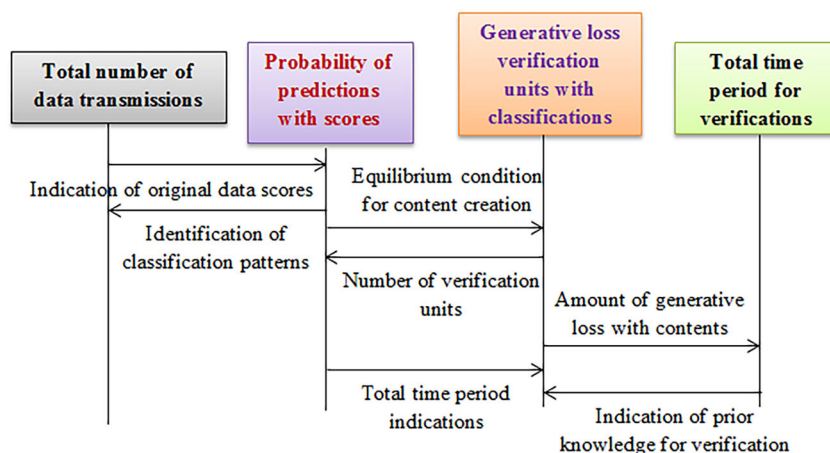 Total number of
data transmissions
Probability of
predictions
with scores
Generative loss
verification
units with
classifications
Total time
period for
verifications
Indication of original data scores
Equilibrium condition
for content creation
Identification of
classification patterns
Number of verification
units
Amount of generative
loss with contents
Total time period
indications
Indication of prior
knowledge for verification